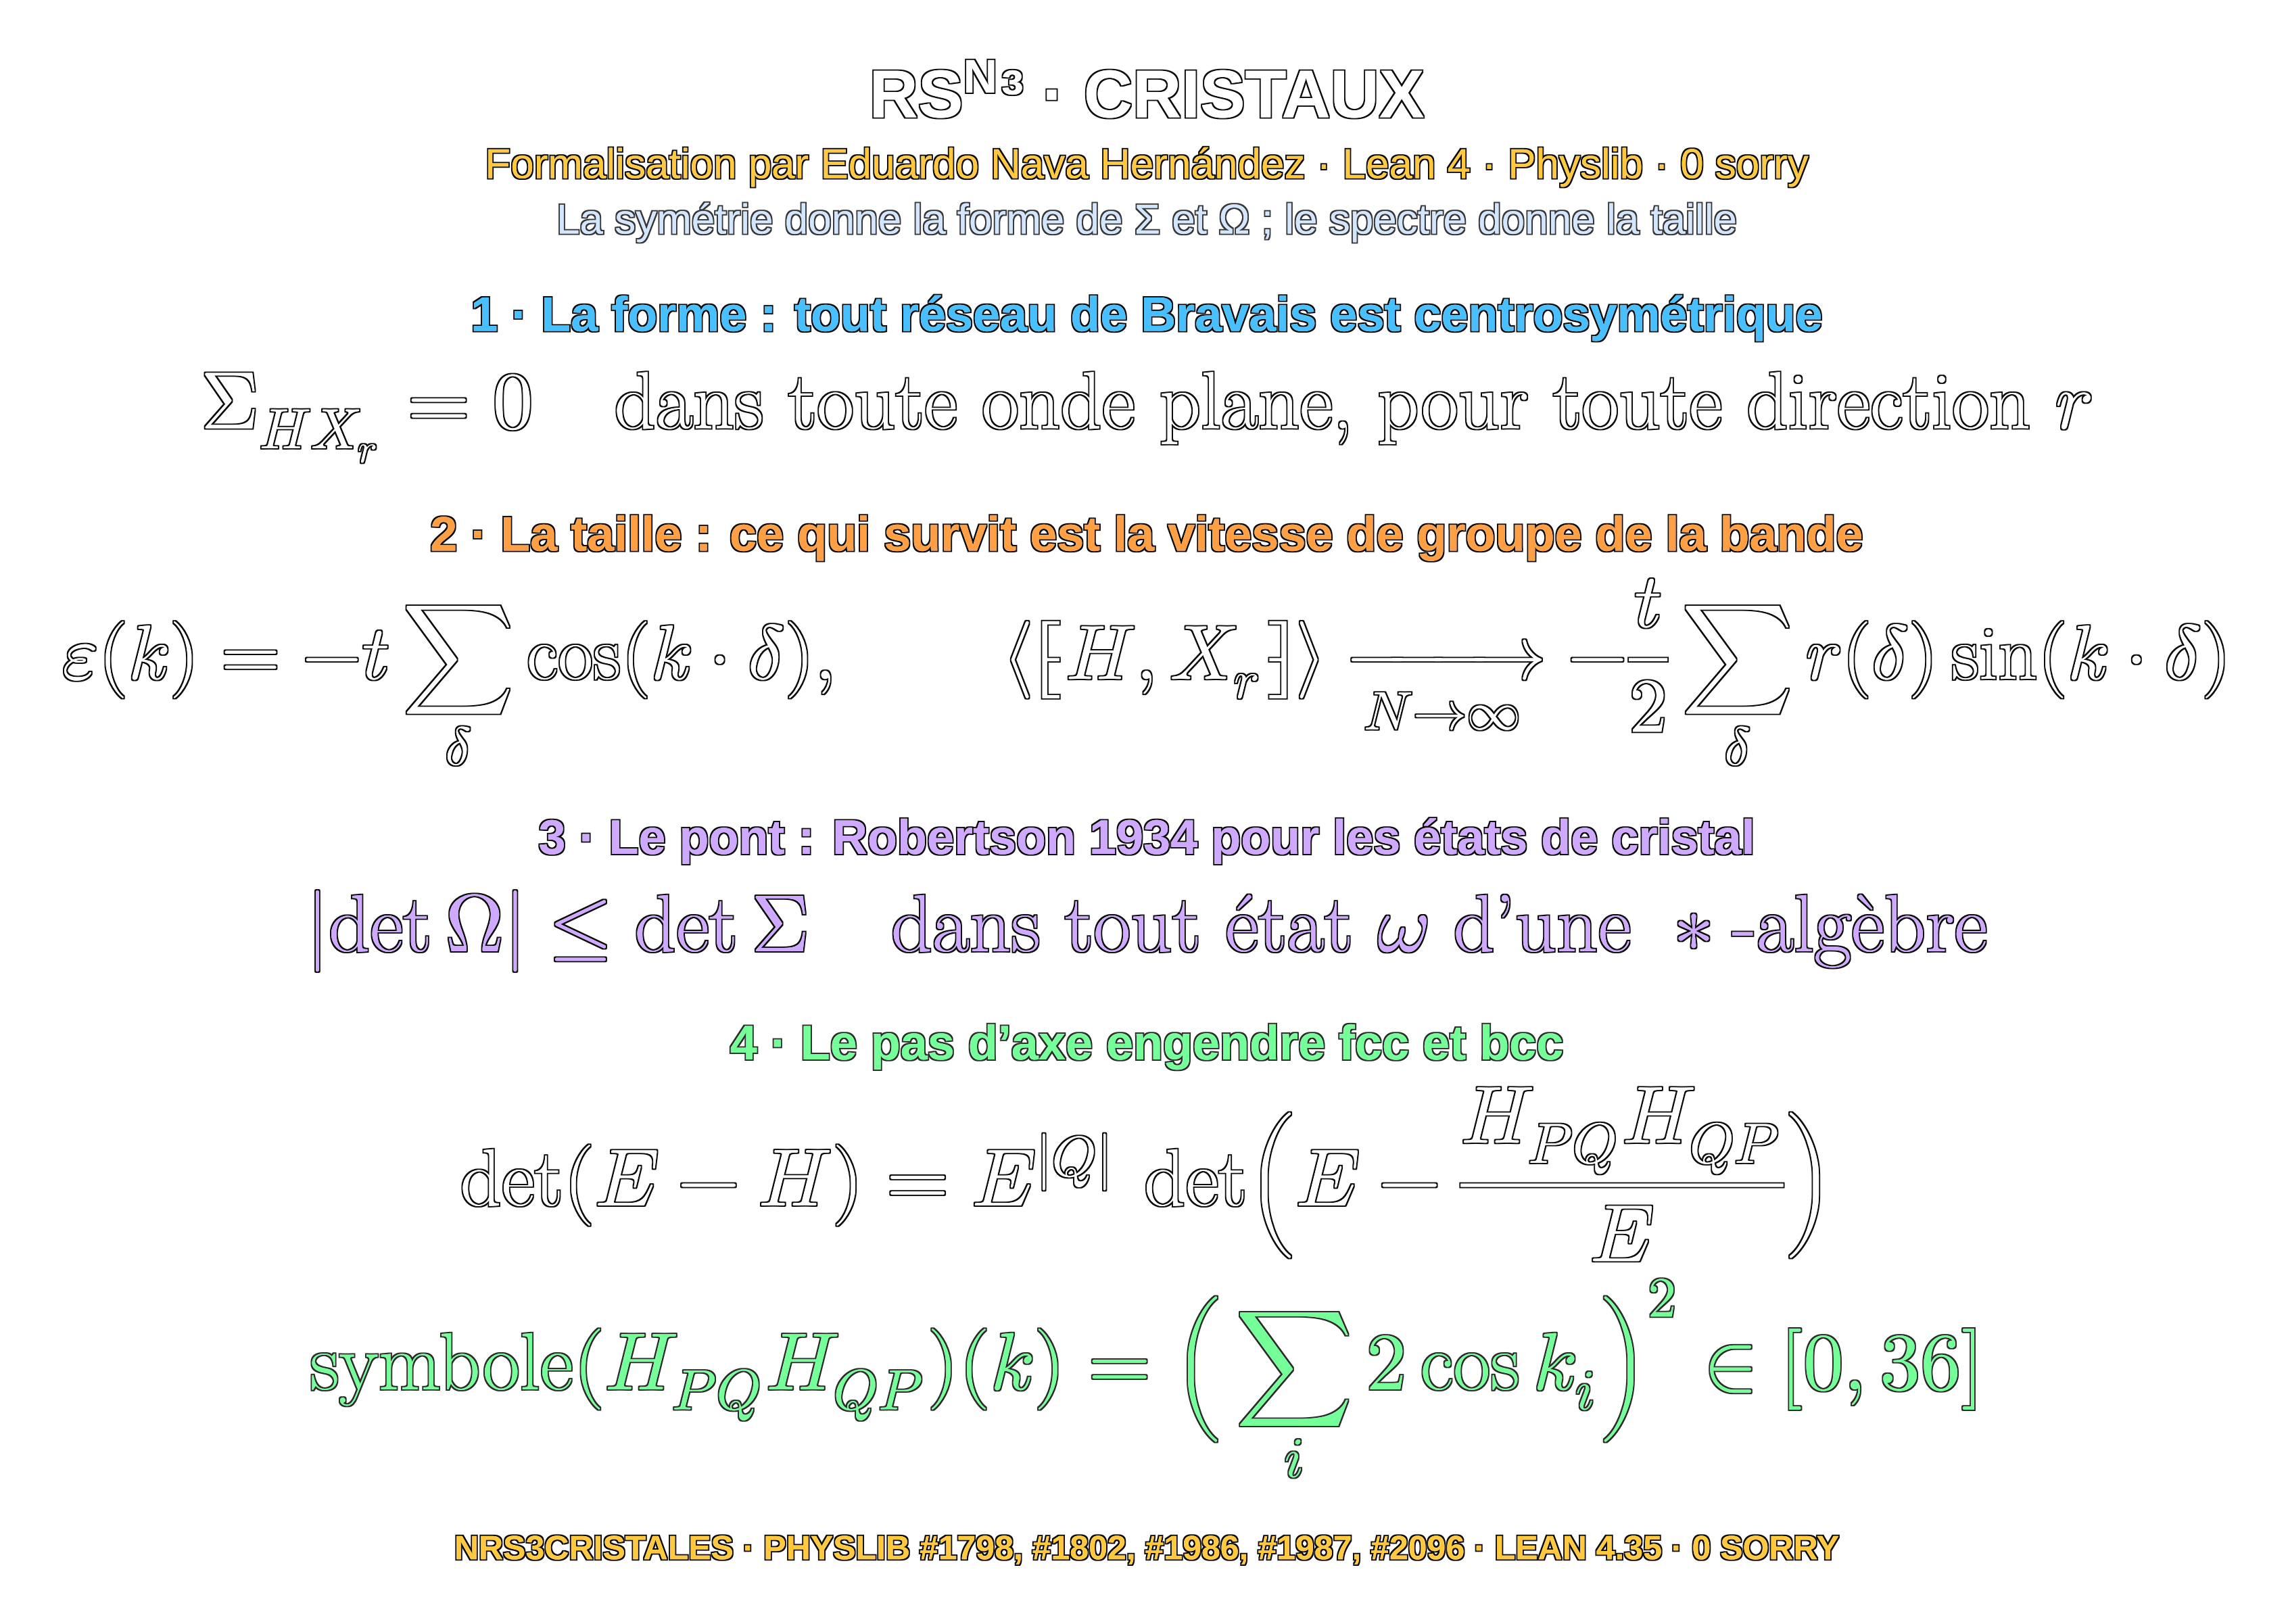 RSᴺ³ · CRISTAUX
Formalisation par Eduardo Nava Hernández · Lean 4 · Physlib · 0 sorry
La symétrie donne la forme de Σ et Ω ; le spectre donne la taille
1 · La forme : tout réseau de Bravais est centrosymétrique
Σ_{HX_r} = 0 dans toute onde plane, pour toute direction r
2 · La taille : ce qui survit est la vitesse de groupe de la bande
ε(k) = −t ∑_δ cos(k · δ), ⟨[H, X_r]⟩ ⟶_{N→∞} −t/2 ∑_δ r(δ) sin(k · δ)
3 · Le pont : Robertson 1934 pour les états de cristal
|det Ω| ≤ det Σ dans tout état ω d’une ∗-algèbre
4 · Le pas d’axe engendre fcc et bcc
det(E − H) = E^{|Q|} det(E − H_{PQ}H_{QP}/E)
symbole(H_{PQ}H_{QP})(k) = (∑_i 2 cos k_i)² ∈ [0, 36]
NRS3CRISTALES · PHYSLIB #1798, #1802, #1986, #1987, #2096 · LEAN 4.35 · 0 SORRY